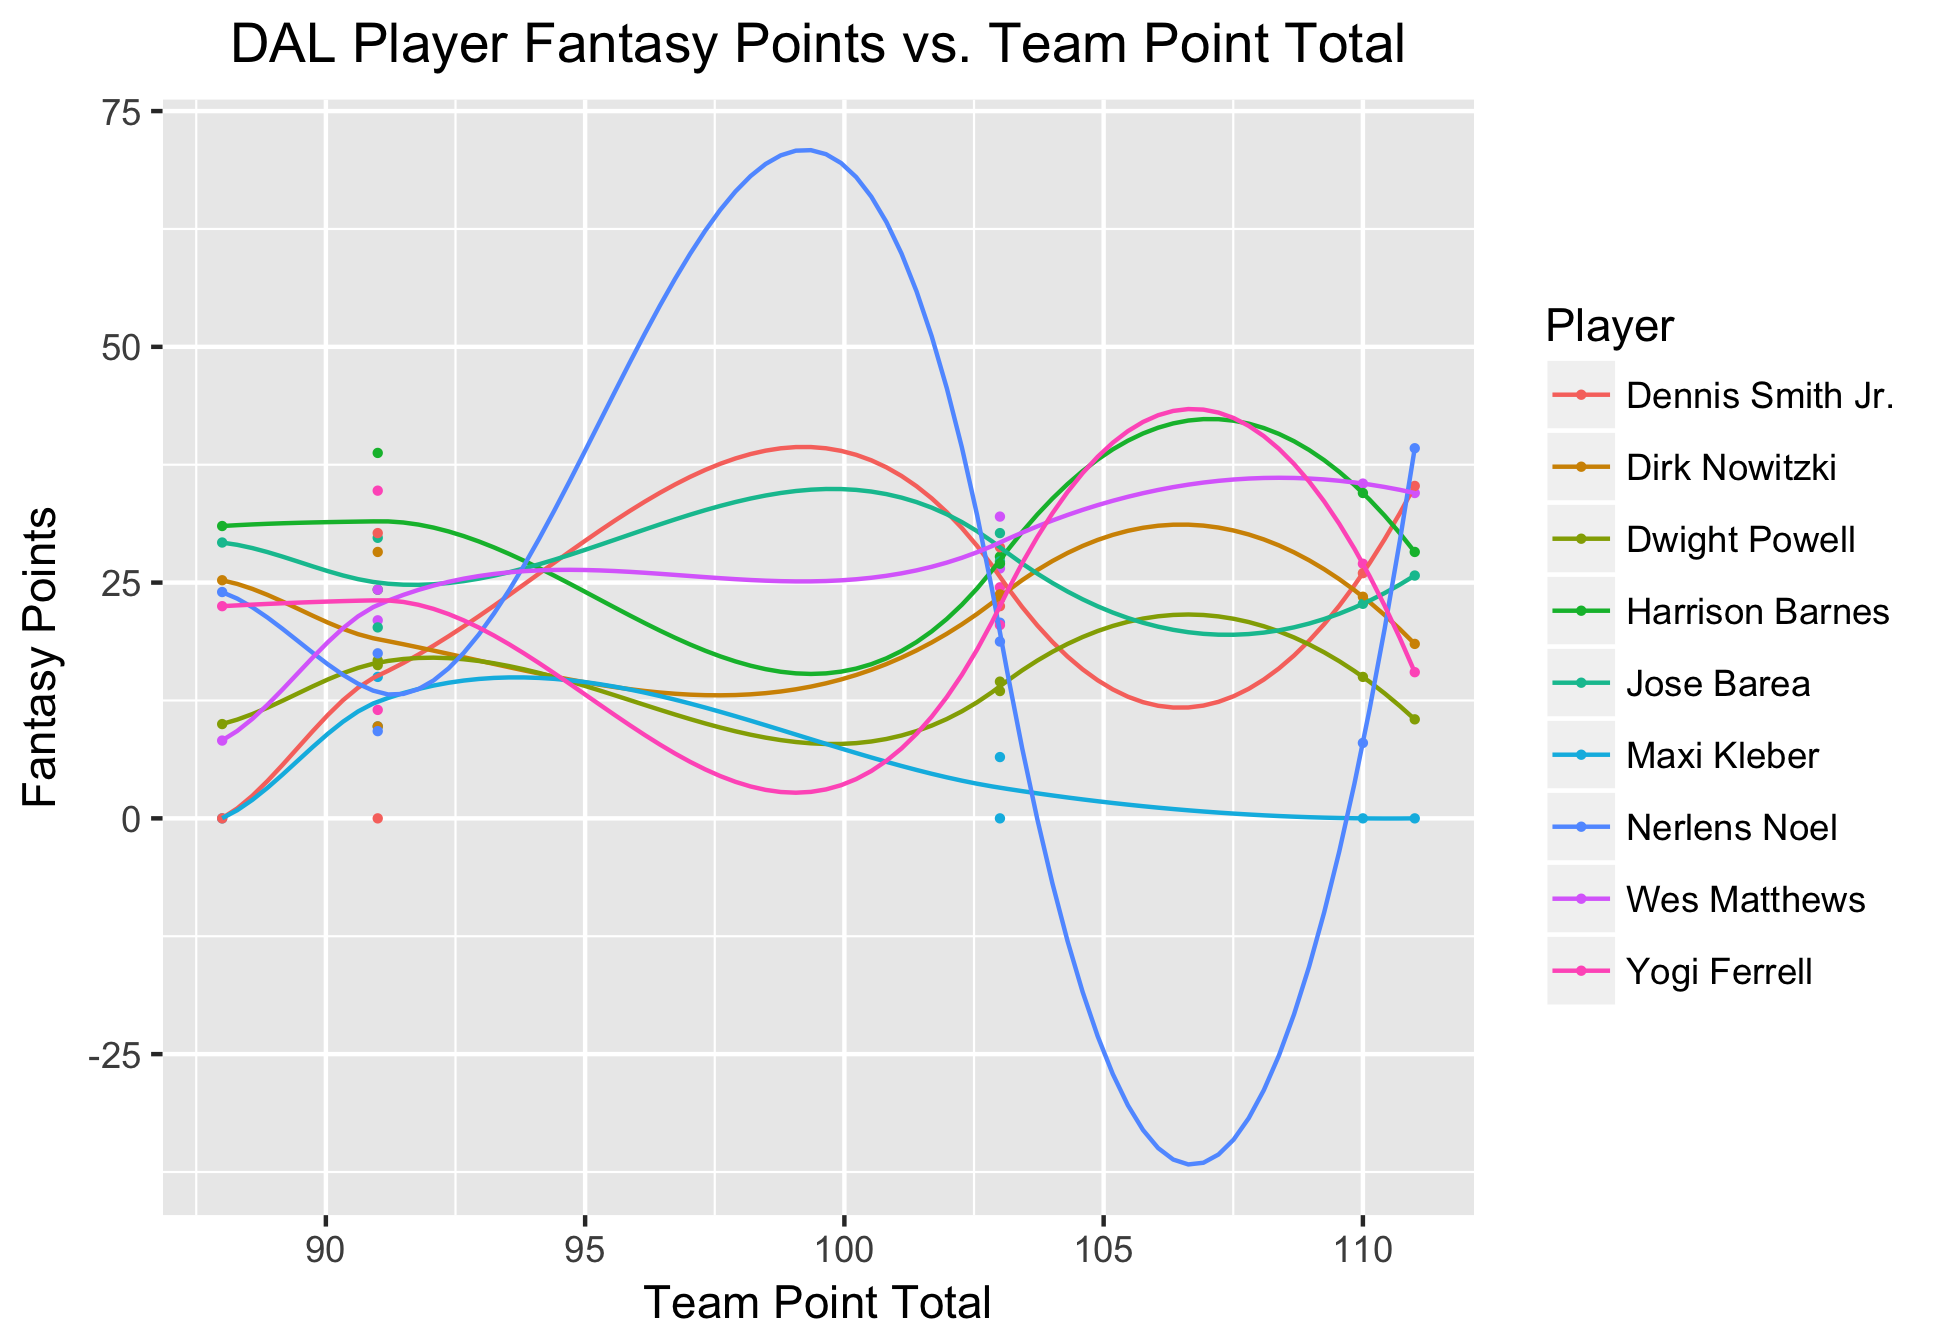 DAL Player Fantasy Points vs. Team Point Total
75
50
25
0
-25
Fantasy Points
90
95
100
105
110
Team Point Total
Player
Dennis Smith Jr.
Dirk Nowitzki
Dwight Powell
Harrison Barnes
Jose Barea
Maxi Kleber
Nerlens Noel
Wes Matthews
Yogi Ferrell